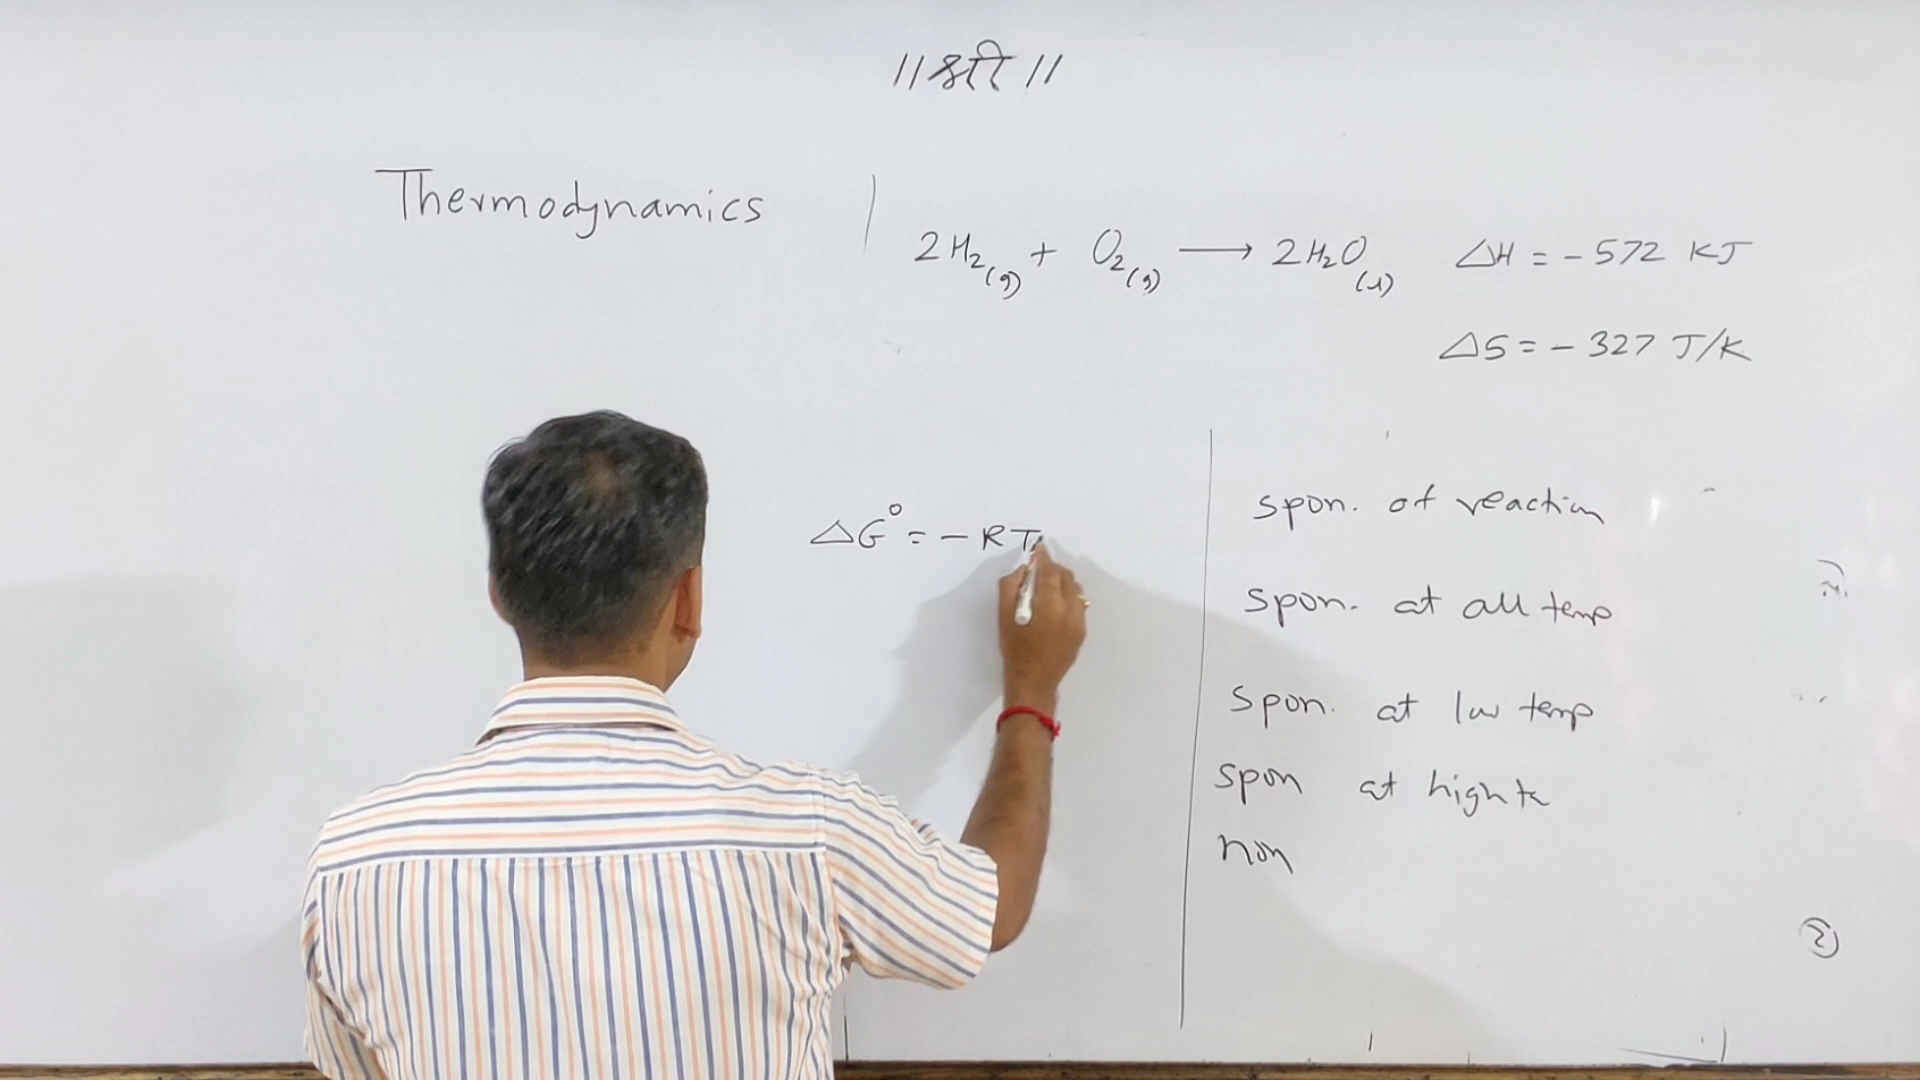 ॥श्री॥
Thermodynamics
2H₂(g) + O₂(g) ⟶ 2H₂O(l) ΔH = -572 KJ
ΔS = -327 J/K
ΔG° = -RT
spon. of reaction
spon. at all temp
spon. at low temp
spon at high te
non
②